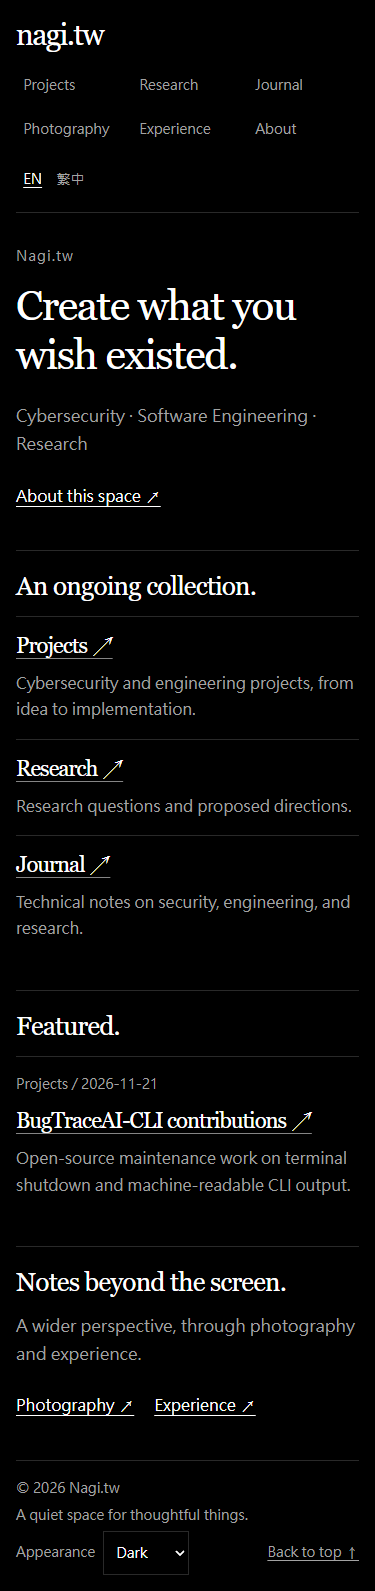 nagi.tw
Projects Research Journal
Photography Experience About
EN 繁中
Nagi.tw
Create what you
wish existed.
Cybersecurity · Software Engineering ·
Research
About this space ↗
An ongoing collection.
Projects ↗
Cybersecurity and engineering projects, from
idea to implementation.
Research ↗
Research questions and proposed directions.
Journal ↗
Technical notes on security, engineering, and
research.
Featured.
Projects / 2026-11-21
BugTraceAI-CLI contributions ↗
Open-source maintenance work on terminal
shutdown and machine-readable CLI output.
Notes beyond the screen.
A wider perspective, through photography
and experience.
Photography ↗ Experience ↗
© 2026 Nagi.tw
A quiet space for thoughtful things.
Appearance Dark Back to top ↑